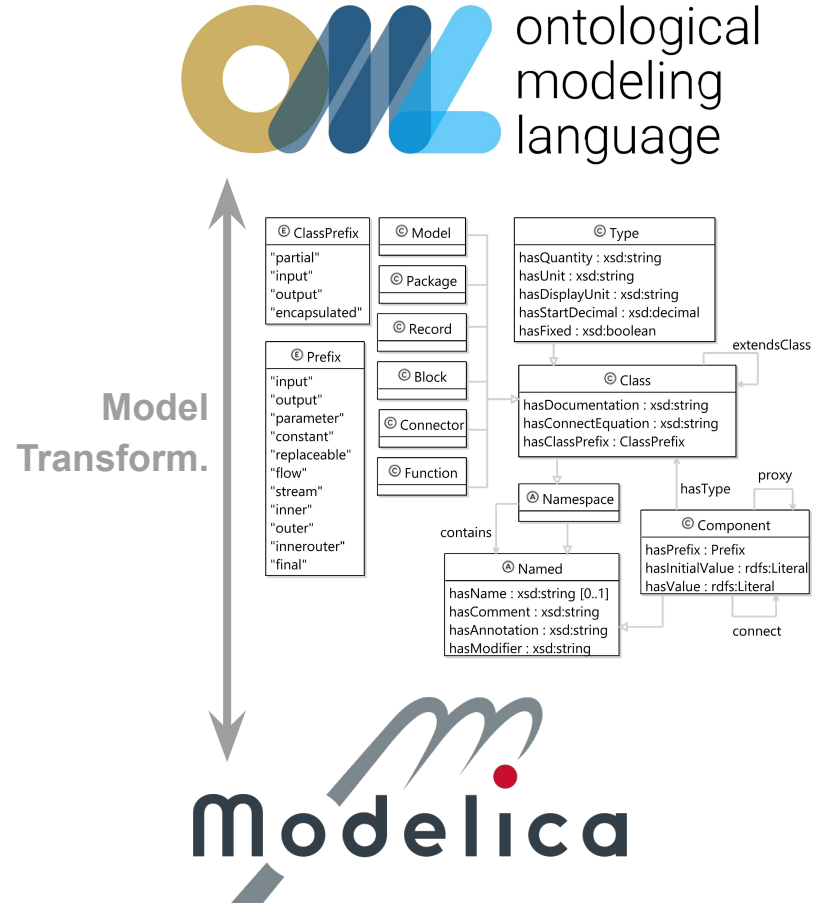 OML
ontological
modeling
language
Model
Transform.
Ⓔ ClassPrefix
"partial"
"input"
"output"
"encapsulated"
Ⓔ Prefix
"input"
"output"
"parameter"
"constant"
"replaceable"
"flow"
"stream"
"inner"
"outer"
"innerouter"
"final"
Ⓒ Model
Ⓒ Package
Ⓒ Record
Ⓒ Block
Ⓒ Connector
Ⓒ Function
Ⓒ Type
hasQuantity : xsd:string
hasUnit : xsd:string
hasDisplayUnit : xsd:string
hasStartDecimal : xsd:decimal
hasFixed : xsd:boolean
extendsClass
Ⓒ Class
hasDocumentation : xsd:string
hasConnectEquation : xsd:string
hasClassPrefix : ClassPrefix
hasType
proxy
Ⓐ Namespace
contains
Ⓒ Component
hasPrefix : Prefix
hasInitialValue : rdfs:Literal
hasValue : rdfs:Literal
connect
Ⓐ Named
hasName : xsd:string [0..1]
hasComment : xsd:string
hasAnnotation : xsd:string
hasModifier : xsd:string
Modelica